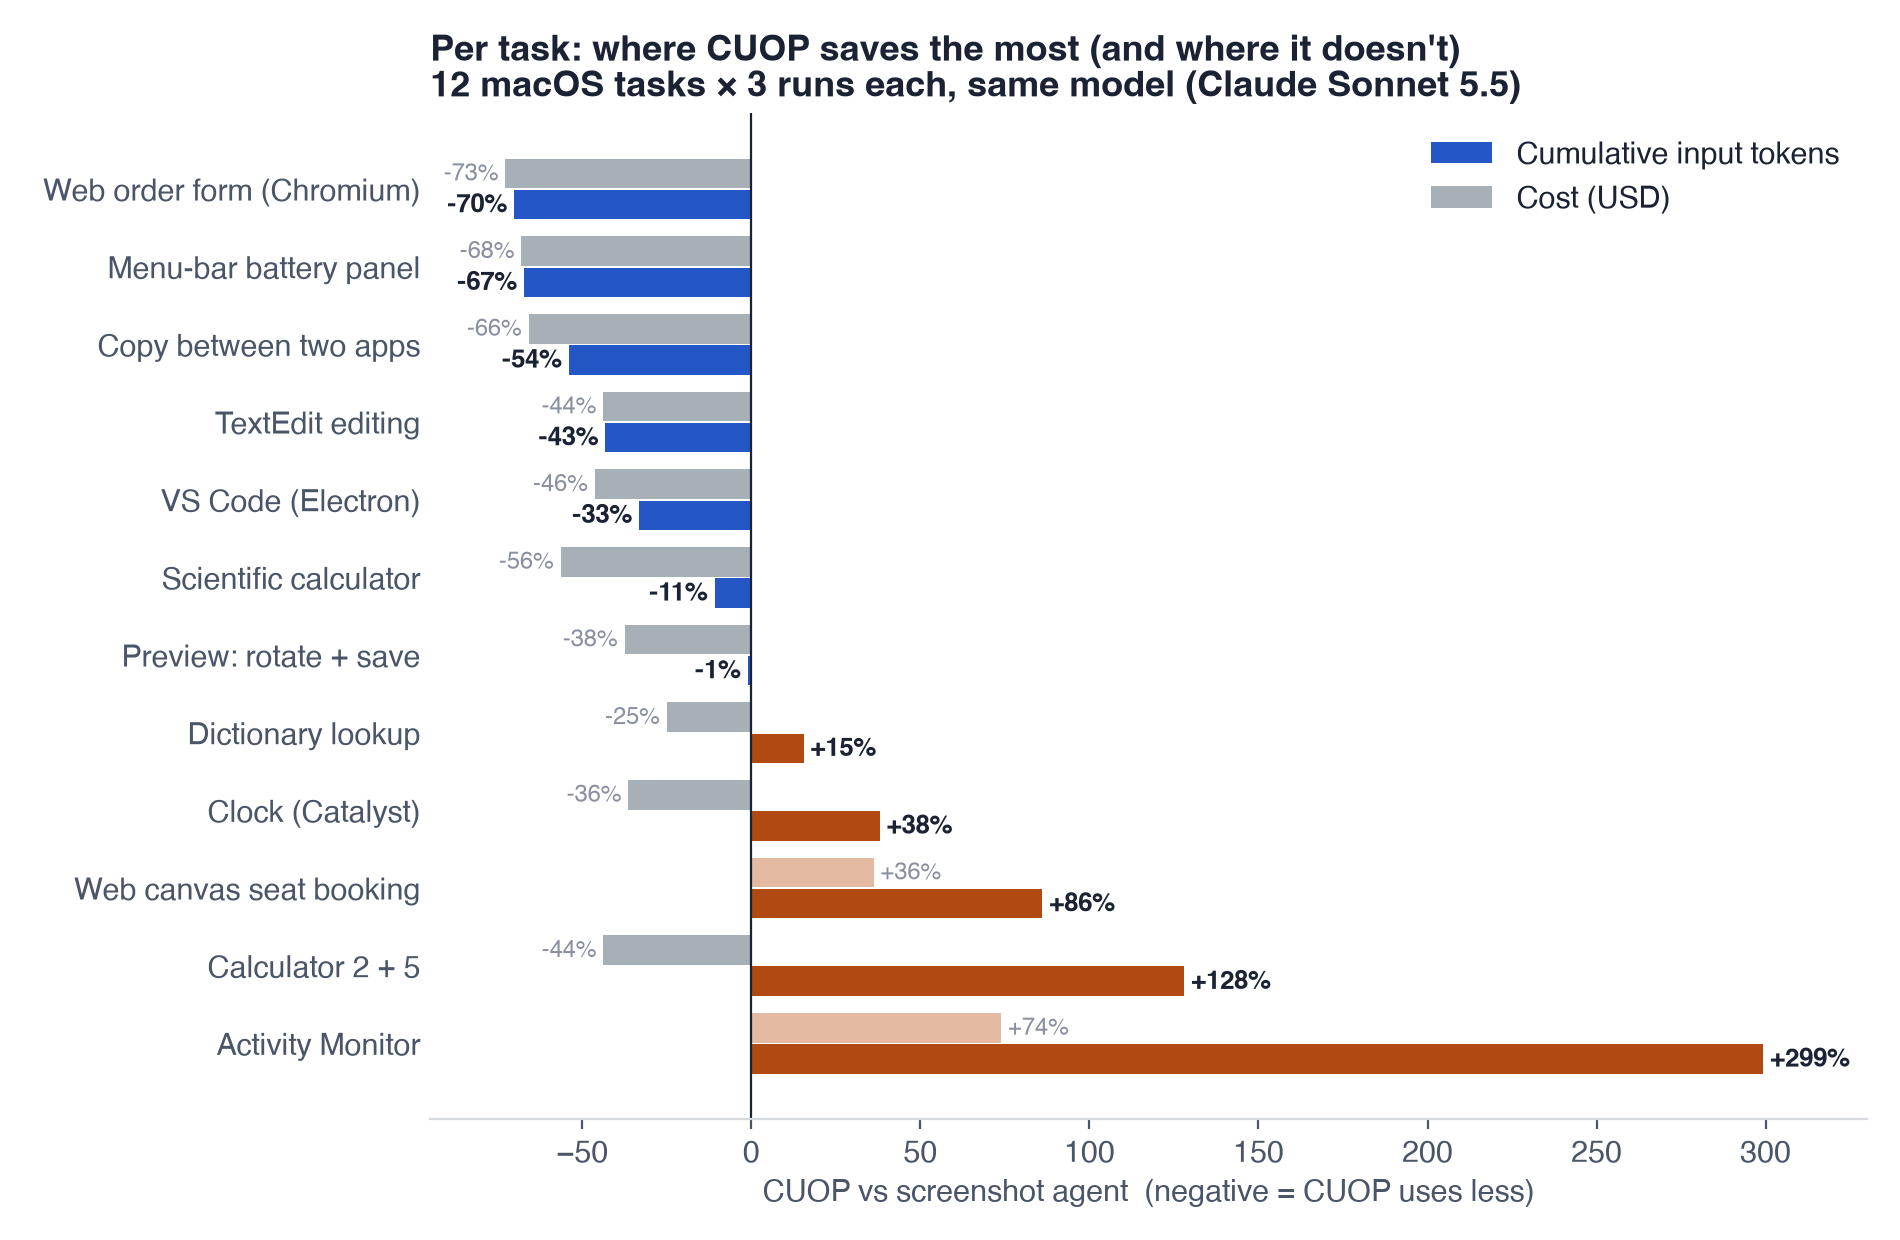 Per task: where CUOP saves the most (and where it doesn't)
12 macOS tasks × 3 runs each, same model (Claude Sonnet 5.5)
Cumulative input tokens
Cost (USD)
Web order form (Chromium)
-73%
-70%
Menu-bar battery panel
-68%
-67%
Copy between two apps
-66%
-54%
TextEdit editing
-44%
-43%
VS Code (Electron)
-46%
-33%
Scientific calculator
-56%
-11%
Preview: rotate + save
-38%
-1%
Dictionary lookup
-25%
+15%
Clock (Catalyst)
-36%
+38%
Web canvas seat booking
+36%
+86%
Calculator 2 + 5
-44%
+128%
Activity Monitor
+74%
+299%
−50 0 50 100 150 200 250 300
CUOP vs screenshot agent (negative = CUOP uses less)